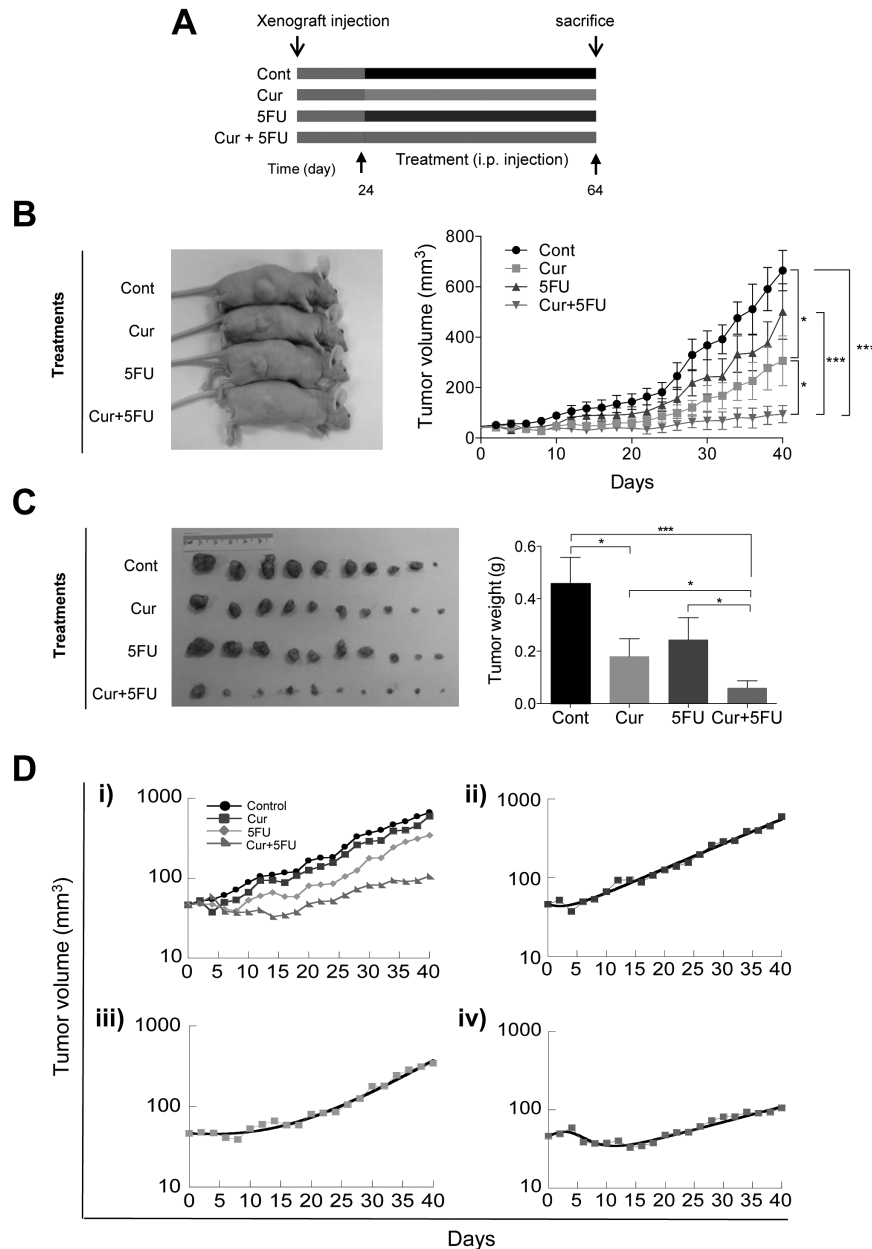 A
Xenograft injection sacrifice
Cont
Cur
5FU
Cur + 5FU
Time (day) Treatment (i.p. injection)
24 64
B
Treatments
Cont
Cur
5FU
Cur+5FU
Tumor volume (mm³)
800
600
400
200
0
0 10 20 30 40
Days
Cont
Cur
5FU
Cur+5FU
*
*
***
***
C
Treatments
Cont
Cur
5FU
Cur+5FU
Tumor weight (g)
0.6
0.4
0.2
0.0
***
*
*
*
Cont Cur 5FU Cur+5FU
D
Tumor volume (mm³)
i)
1000
100
10
Control
Cur
5FU
Cur+5FU
0 5 10 15 20 25 30 35 40
ii)
1000
100
10
0 5 10 15 20 25 30 35 40
iii)
1000
100
10
0 5 10 15 20 25 30 35 40
iv)
1000
100
10
0 5 10 15 20 25 30 35 40
Days